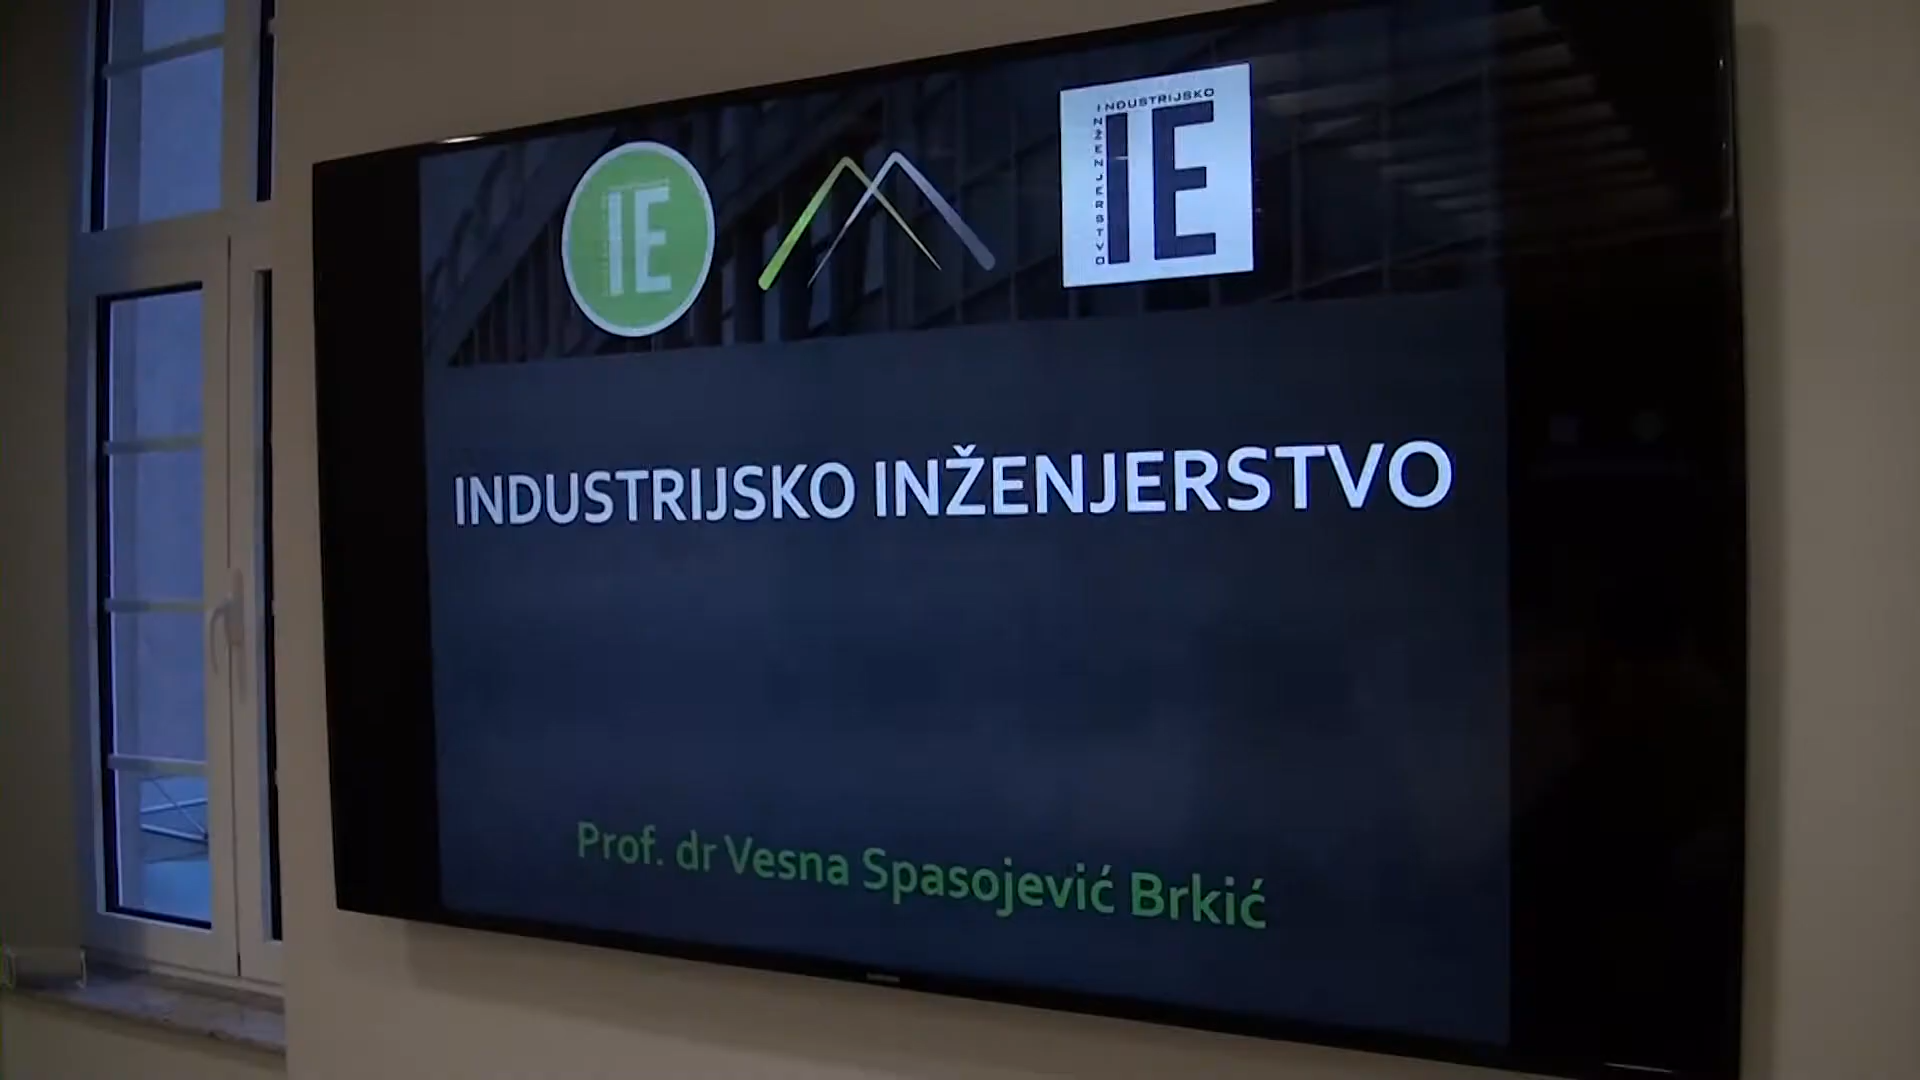 IE
INDUSTRIJSKO
INŽENJERSTVO
IE
INDUSTRIJSKO INŽENJERSTVO
Prof. dr Vesna Spasojević Brkić